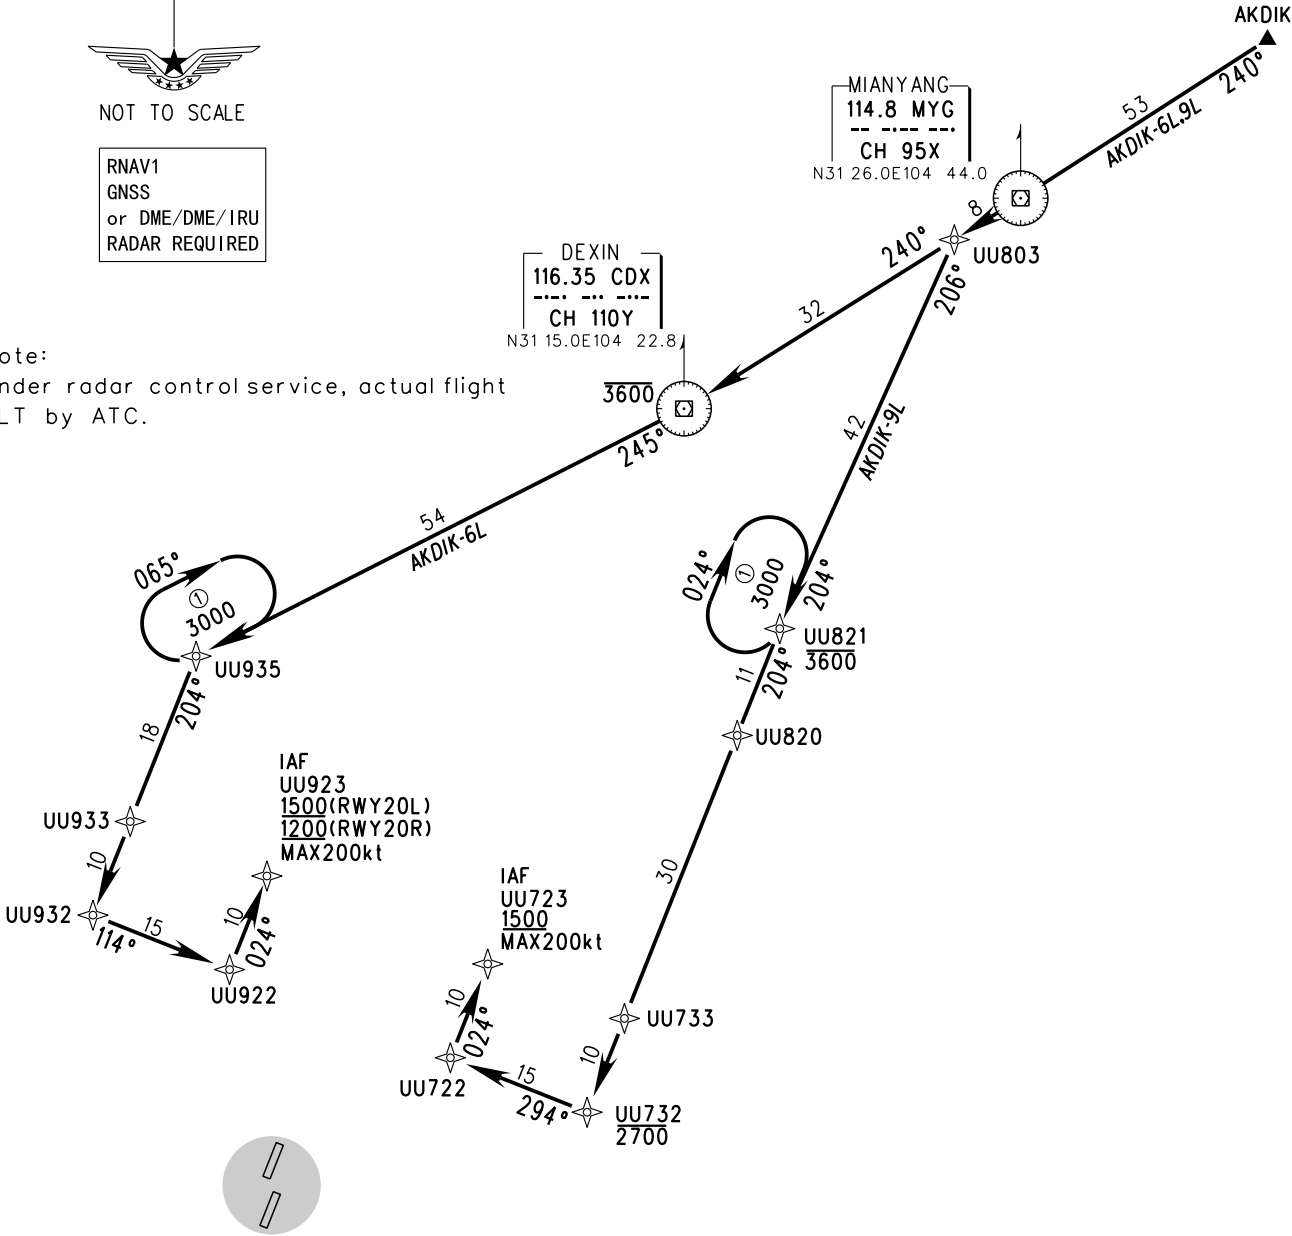 AKDIK
240°
53
AKDIK-6L,9L
NOT TO SCALE
RNAV1
GNSS
or DME/DME/IRU
RADAR REQUIRED
MIANYANG
114.8 MYG
CH 95X
N31 26.0E104 44.0
8
UU803
240°
206°
32
DEXIN
116.35 CDX
CH 110Y
N31 15.0E104 22.8
ote:
nder radar control service, actual flight
LT by ATC.
3600
245°
42
AKDIK-9L
54
AKDIK-6L
065°
①
3000
UU935
204°
024°
①
3000
204°
UU821
3600
11
204°
UU820
18
UU933
10
UU932
114°
15
UU922
10
024°
IAF
UU923
1500(RWY20L)
1200(RWY20R)
MAX200kt
30
IAF
UU723
1500
MAX200kt
10
024°
UU722
15
294°
UU733
10
UU732
2700